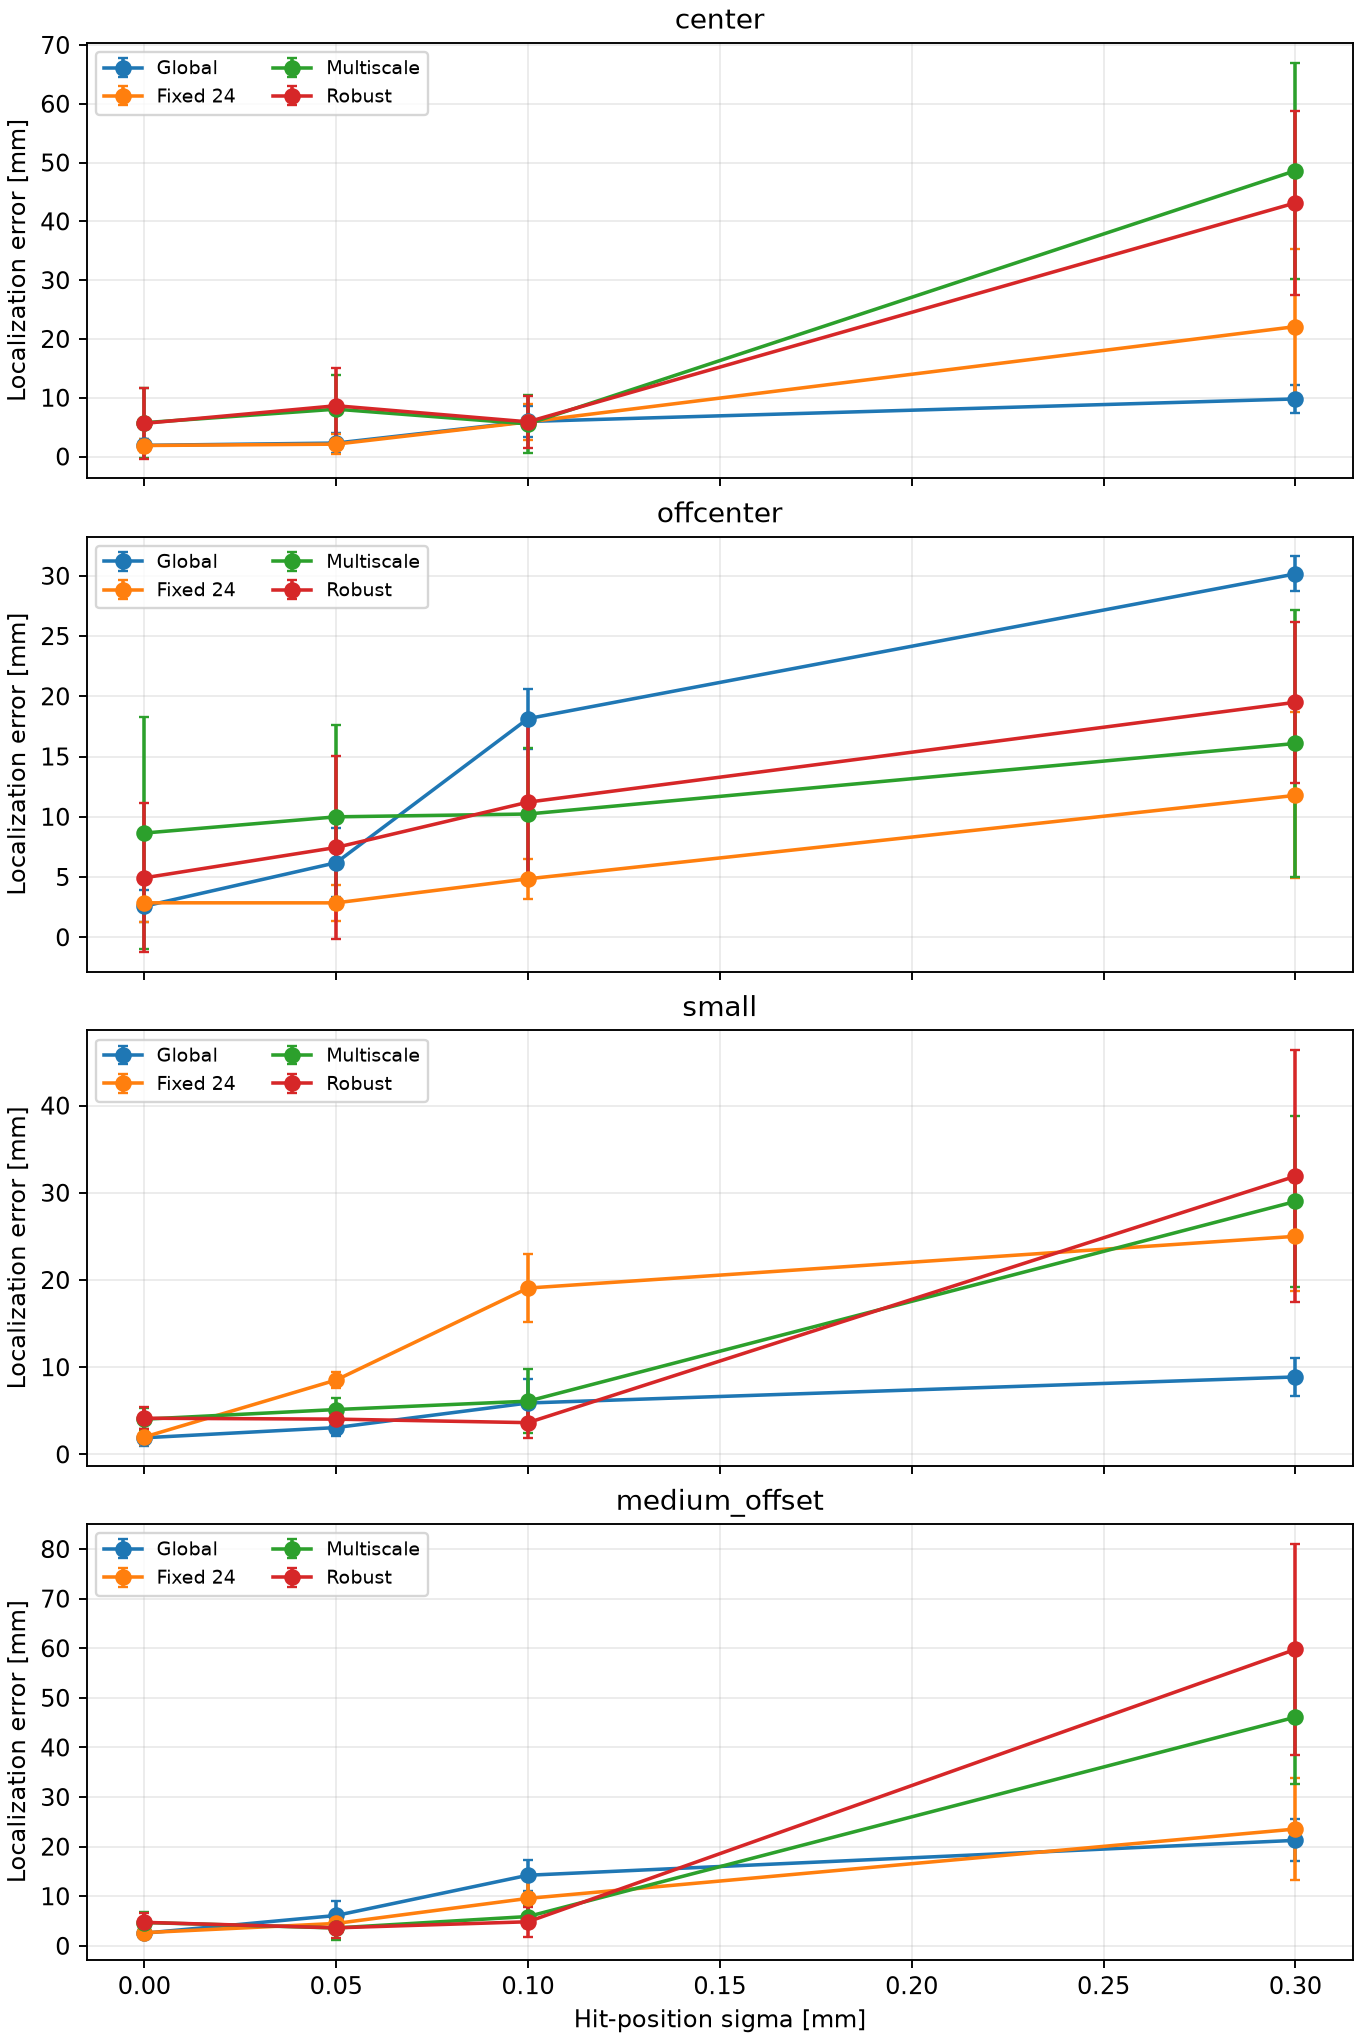 center
Localization error [mm]
70
60
50
40
30
20
10
0
Global
Fixed 24
Multiscale
Robust
offcenter
Localization error [mm]
30
25
20
15
10
5
0
Global
Fixed 24
Multiscale
Robust
small
Localization error [mm]
40
30
20
10
0
Global
Fixed 24
Multiscale
Robust
medium_offset
Localization error [mm]
80
70
60
50
40
30
20
10
0
Global
Fixed 24
Multiscale
Robust
0.00 0.05 0.10 0.15 0.20 0.25 0.30
Hit-position sigma [mm]